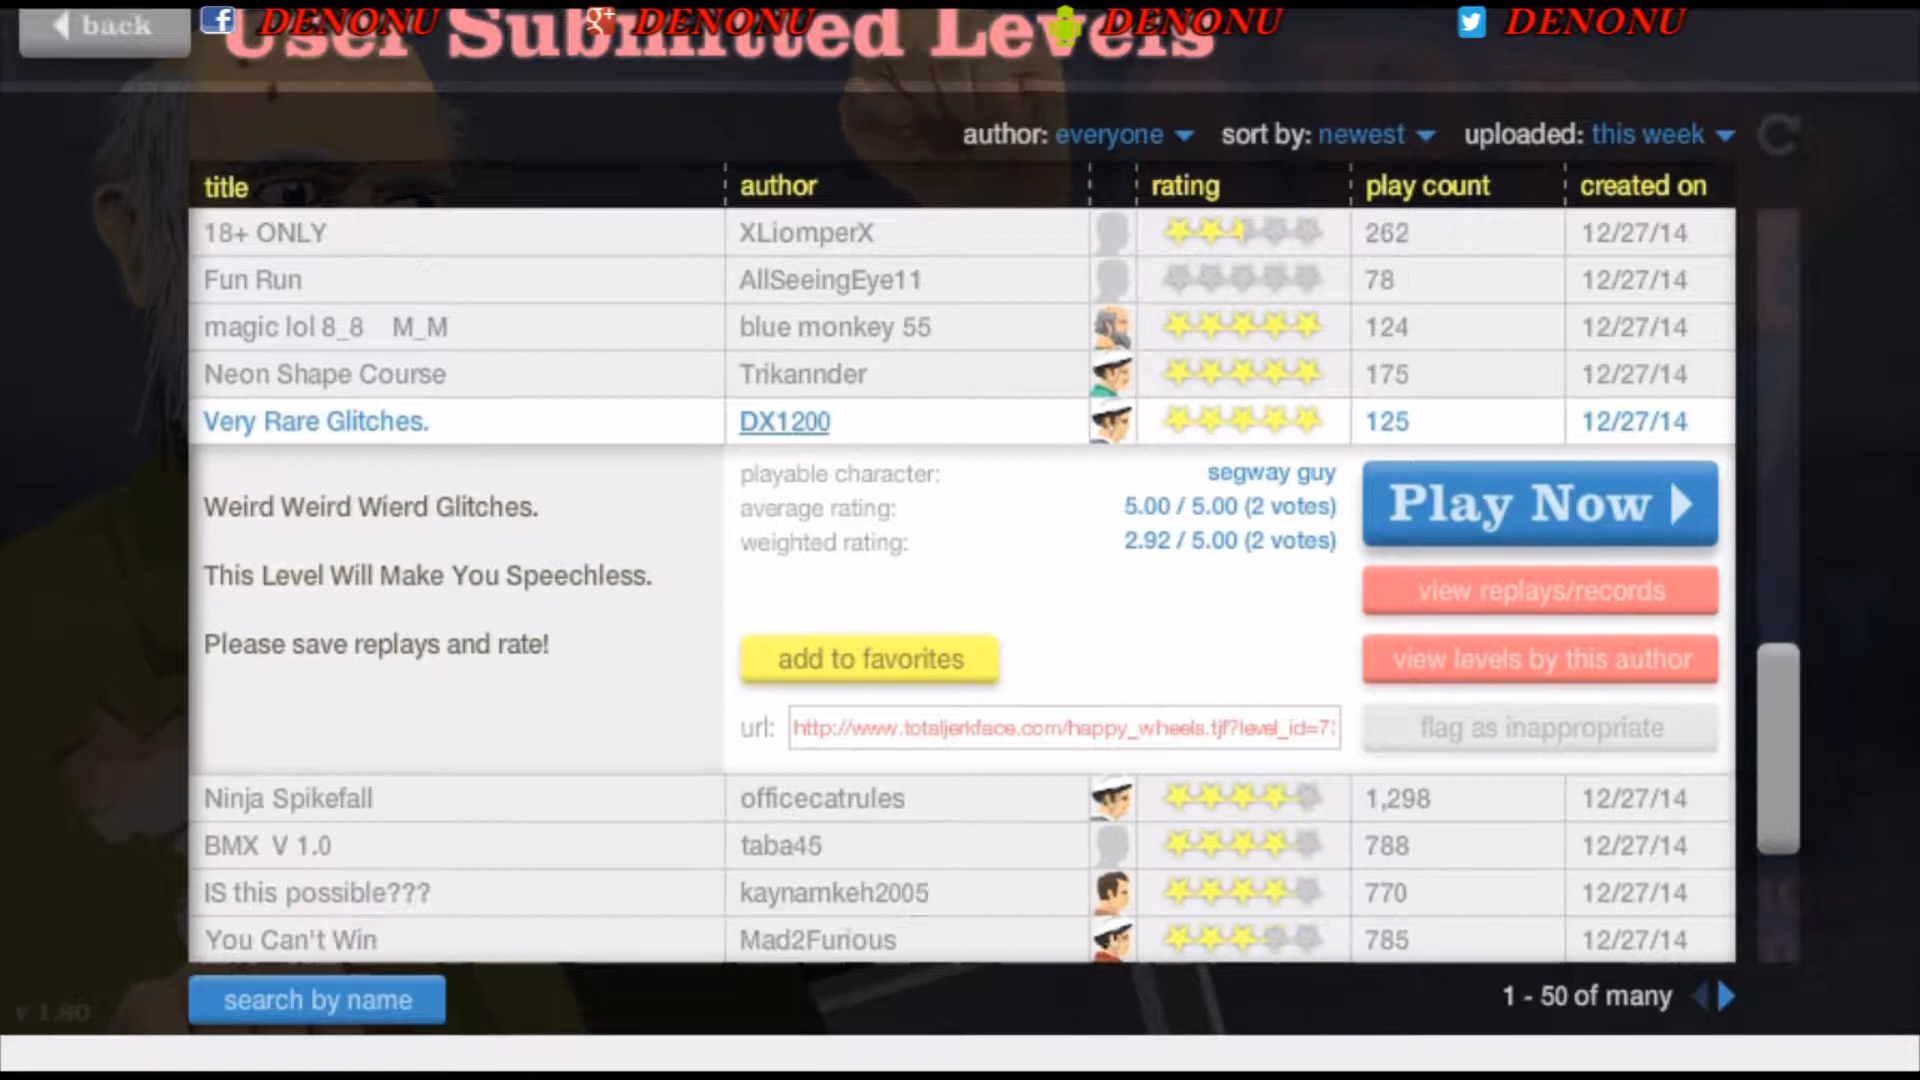 back
DENONU DENONU DENONU DENONU
User Submitted Levels
author: everyone sort by: newest uploaded: this week
title author rating play count created on
18+ ONLY XLiomperX 262 12/27/14
Fun Run AllSeeingEye11 78 12/27/14
magic lol 8_8 M_M blue monkey 55 124 12/27/14
Neon Shape Course Trikannder 175 12/27/14
Very Rare Glitches. DX1200 125 12/27/14
Weird Weird Wierd Glitches.
This Level Will Make You Speechless.
Please save replays and rate!
playable character: segway guy
average rating: 5.00 / 5.00 (2 votes)
weighted rating: 2.92 / 5.00 (2 votes)
add to favorites
url: http://www.totaljerkface.com/happy_wheels.tjf?level_id=7
Play Now
view replays/records
view levels by this author
flag as inappropriate
Ninja Spikefall officecatrules 1,298 12/27/14
BMX V 1.0 taba45 788 12/27/14
IS this possible??? kaynamkeh2005 770 12/27/14
You Can't Win Mad2Furious 785 12/27/14
search by name
1 - 50 of many
v 1.80